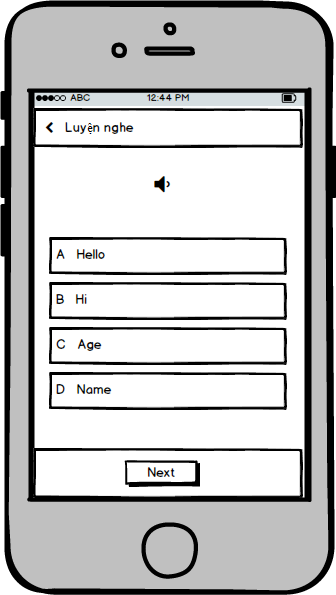 ABC 12:44 PM
Luyện nghe
A Hello
B Hi
C Age
D Name
Next